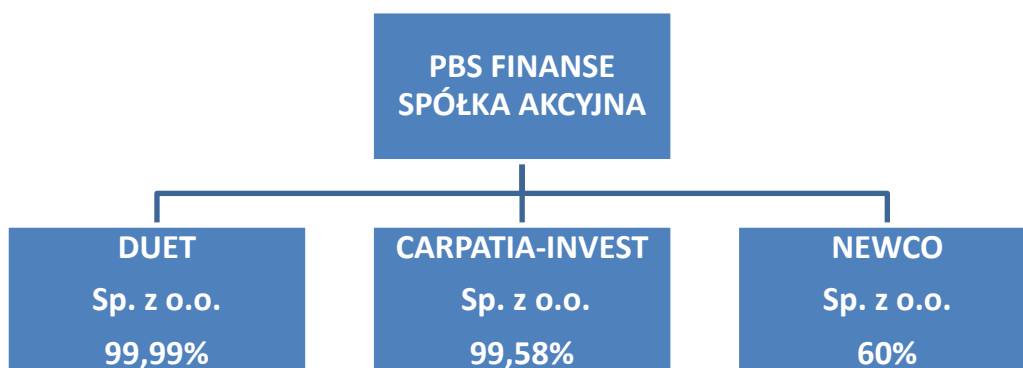 PBS FINANSE
SPÓŁKA AKCYJNA
DUET
Sp. z o.o.
99,99%
CARPATIA-INVEST
Sp. z o.o.
99,58%
NEWCO
Sp. z o.o.
60%